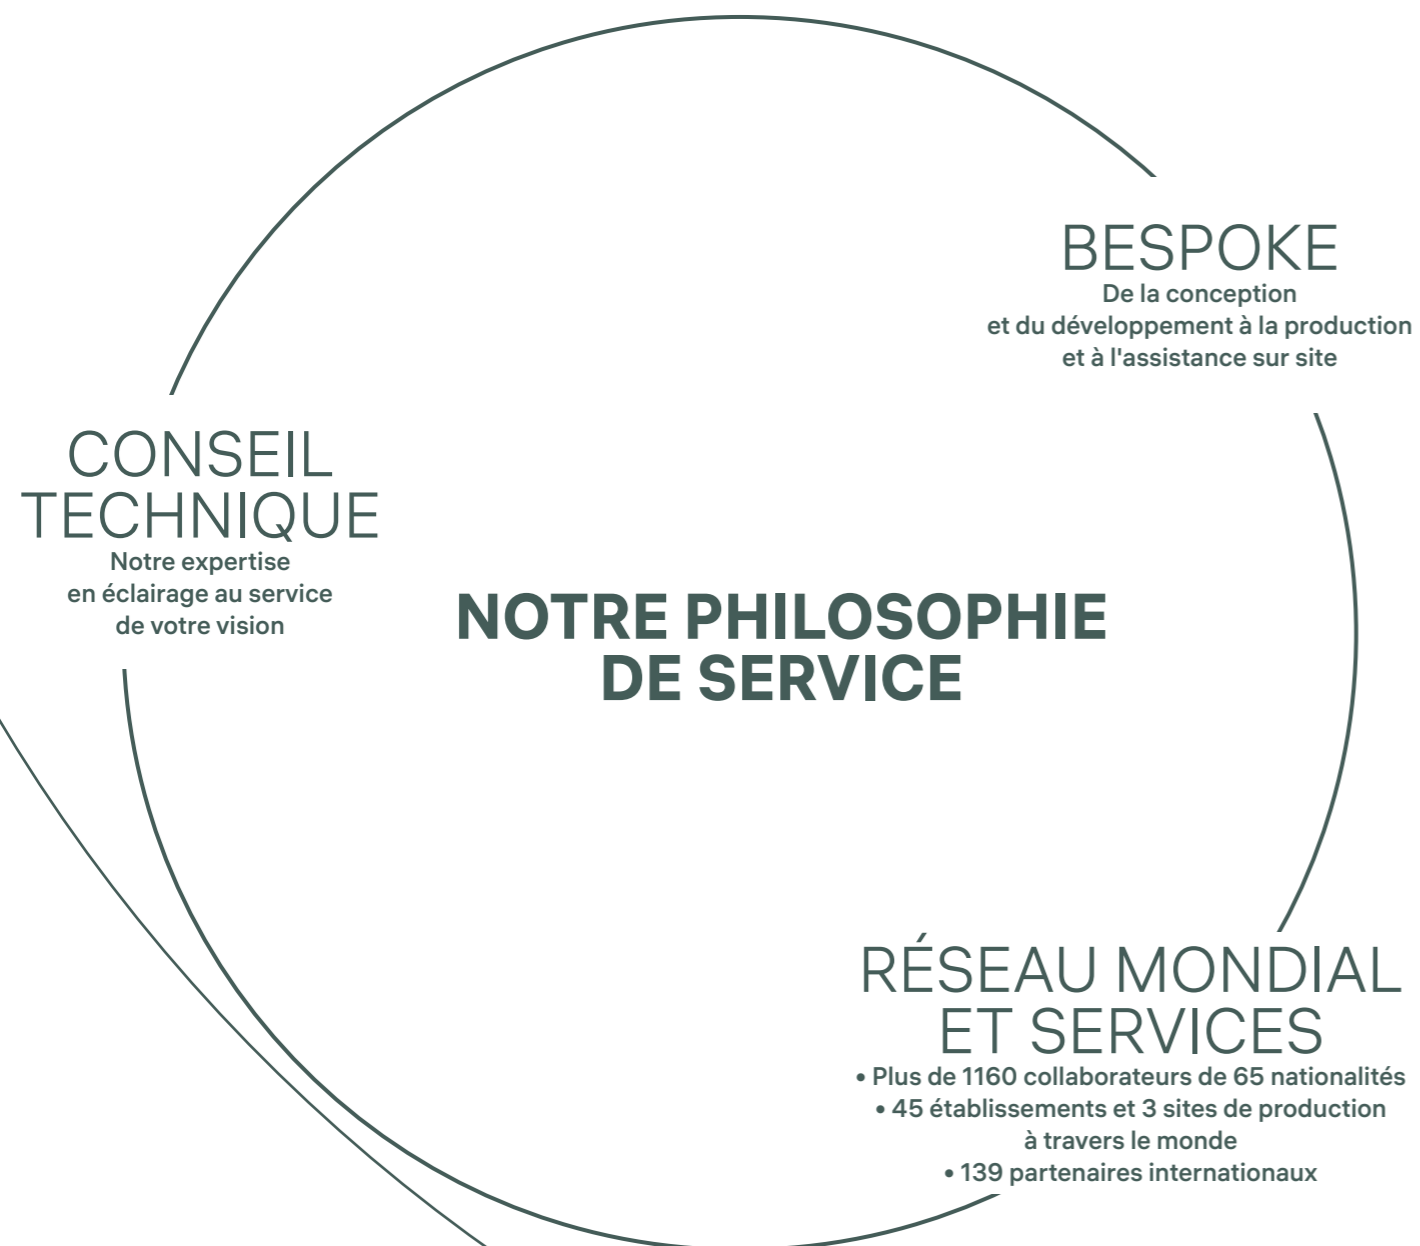 BESPOKE
De la conception
et du développement à la production
et à l'assistance sur site
CONSEIL
TECHNIQUE
Notre expertise
en éclairage au service
de votre vision
NOTRE PHILOSOPHIE
DE SERVICE
RÉSEAU MONDIAL
ET SERVICES
• Plus de 1160 collaborateurs de 65 nationalités
• 45 établissements et 3 sites de production
à travers le monde
• 139 partenaires internationaux